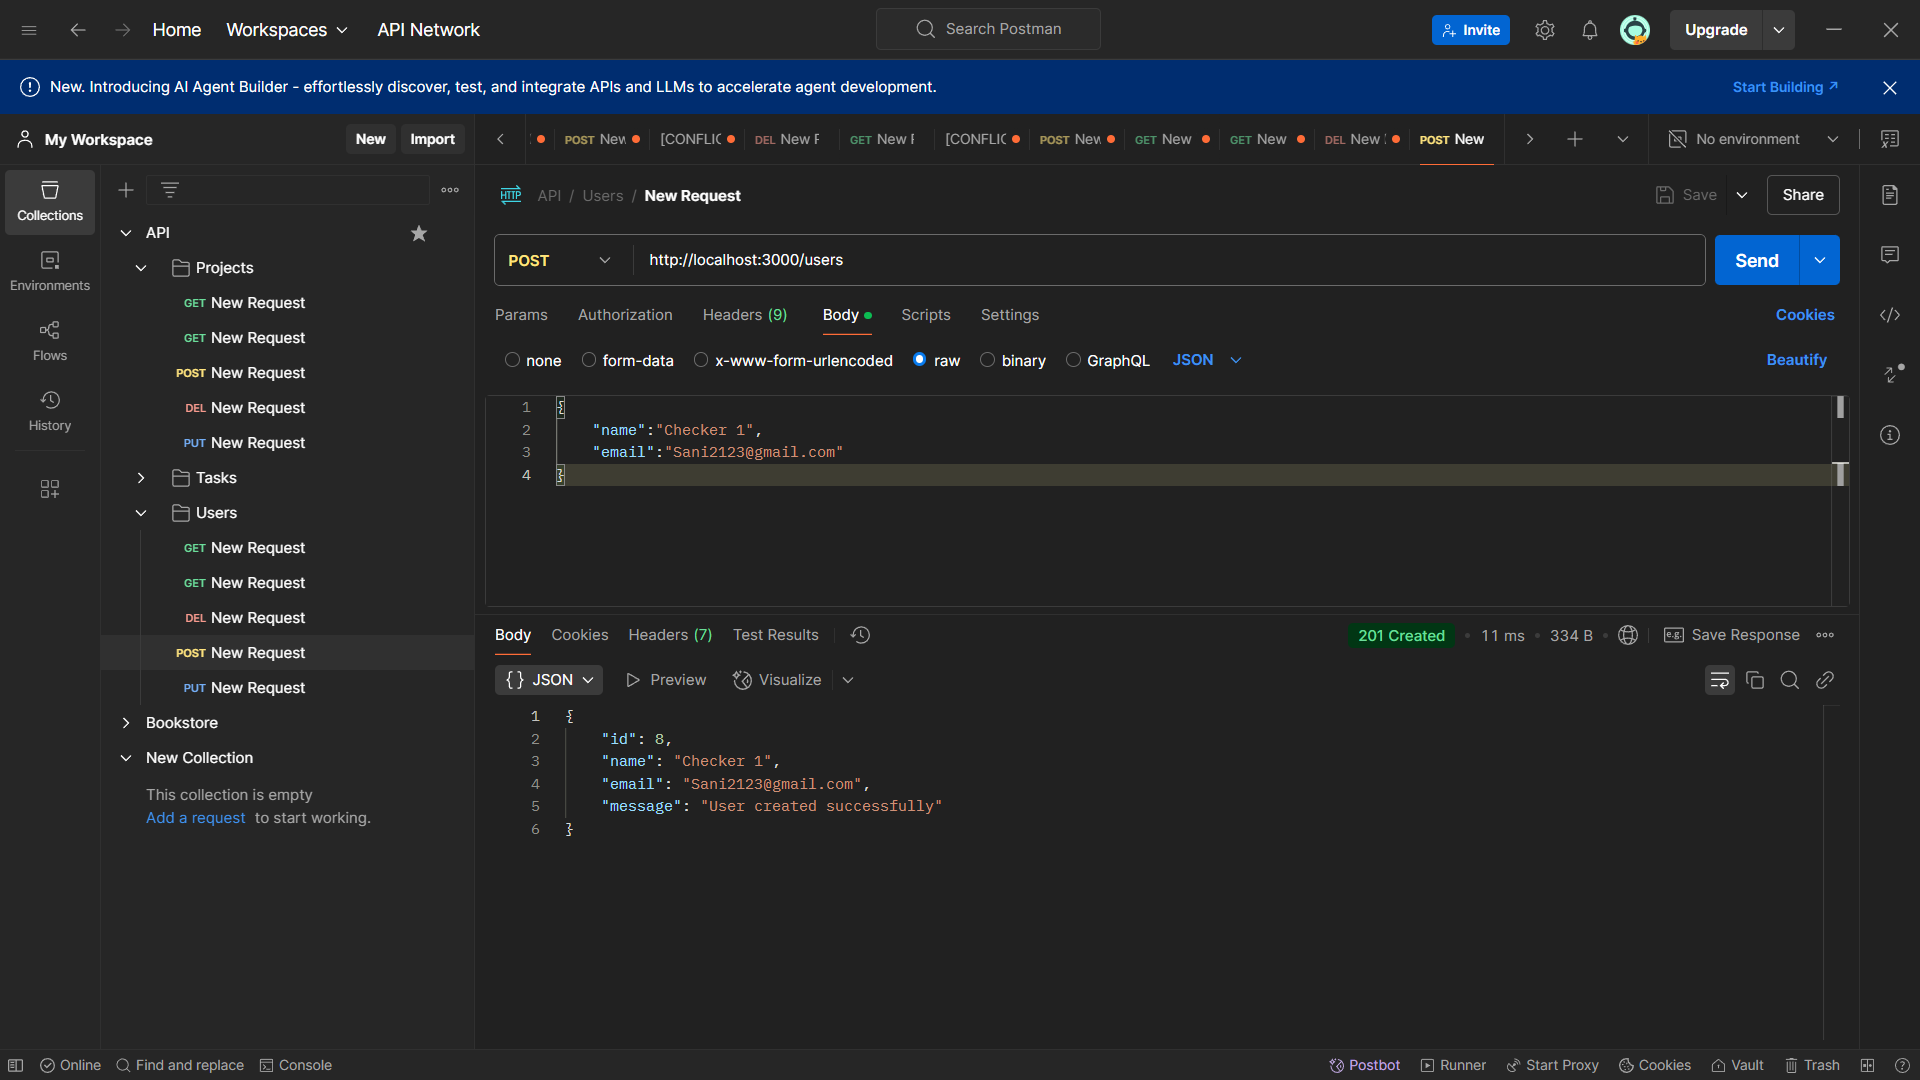 Home
Workspaces
API Network
Search Postman
Invite
Upgrade
New. Introducing AI Agent Builder - effortlessly discover, test, and integrate APIs and LLMs to accelerate agent development.
Start Building
My Workspace
New
Import
POST New
[CONFLIC
DEL New F
GET New F
[CONFLIC
POST New
GET New
GET New
DEL New
POST New
No environment
Collections
Environments
Flows
History
API
Projects
GET New Request
GET New Request
POST New Request
DEL New Request
PUT New Request
Tasks
Users
GET New Request
GET New Request
DEL New Request
POST New Request
PUT New Request
Bookstore
New Collection
This collection is empty
Add a request to start working.
HTTP API / Users / New Request
Save
Share
POST
http://localhost:3000/users
Send
Params
Authorization
Headers (9)
Body
Scripts
Settings
Cookies
none
form-data
x-www-form-urlencoded
raw
binary
GraphQL
JSON
Beautify
1 {
2 "name":"Checker 1",
3 "email":"Sani2123@gmail.com"
4 }
Body
Cookies
Headers (7)
Test Results
201 Created
11 ms
334 B
e.g. Save Response
{} JSON
Preview
Visualize
1 {
2 "id": 8,
3 "name": "Checker 1",
4 "email": "Sani2123@gmail.com",
5 "message": "User created successfully"
6 }
Online
Find and replace
Console
Postbot
Runner
Start Proxy
Cookies
Vault
Trash